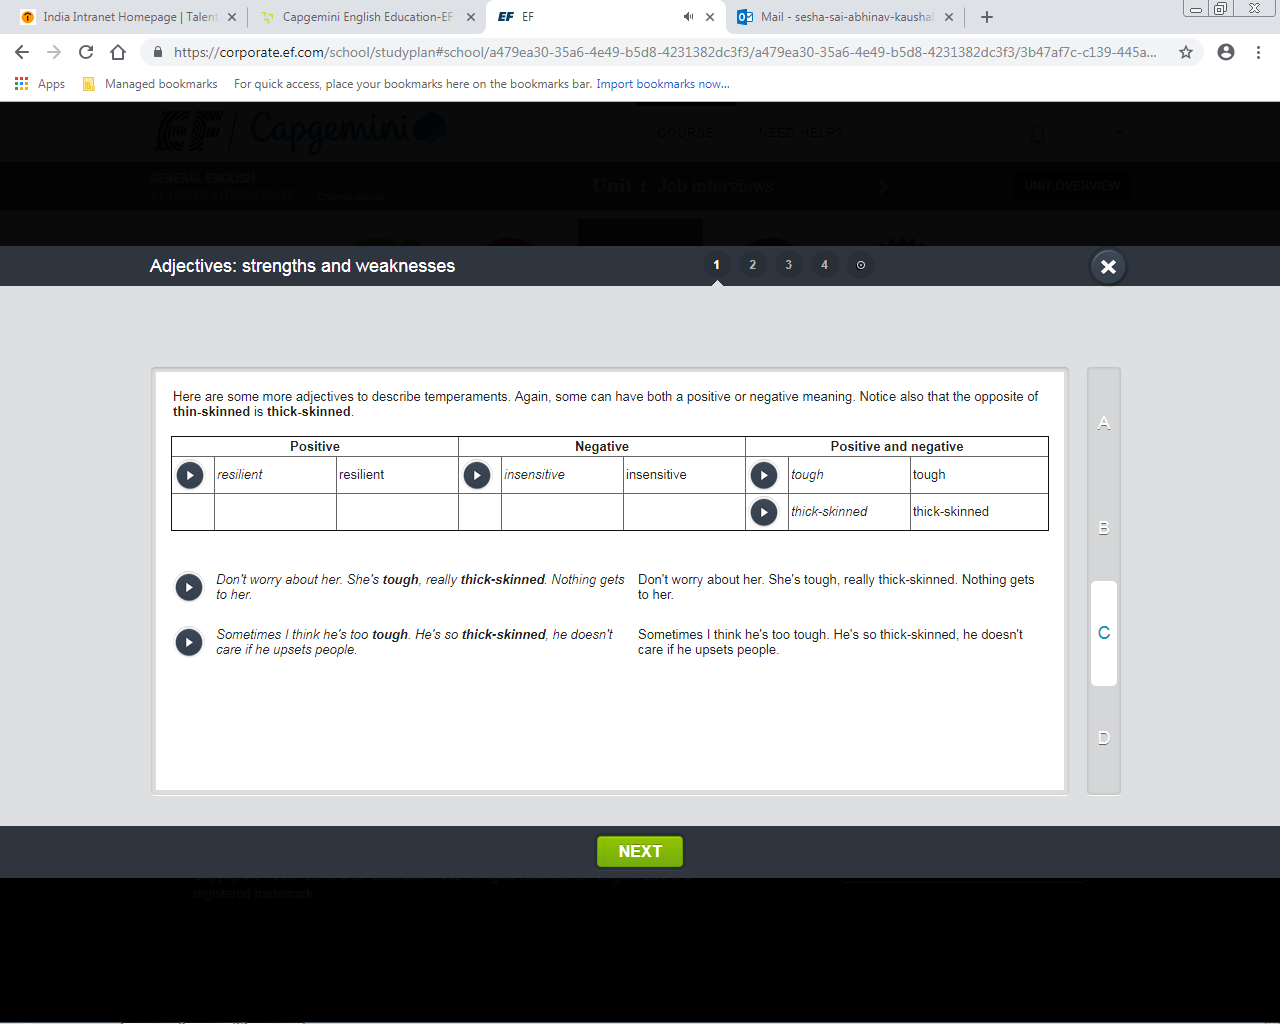 India Intranet Homepage | Talent
Capgemini English Education-EF
EF EF
Mail - sesha-sai-abhinav-kaushal
https://corporate.ef.com/school/studyplan#school/a479ea30-35a6-4e49-b5d8-4231382dc3f3/a479ea30-35a6-4e49-b5d8-4231382dc3f3/3b47af7c-c139-445a...
Apps Managed bookmarks For quick access, place your bookmarks here on the bookmarks bar. Import bookmarks now...
EF Capgemini COURSE NEED HELP?
GENERAL ENGLISH
Unit 1 Job interviews UNIT OVERVIEW
Change course
Adjectives: strengths and weaknesses 1 2 3 4
Here are some more adjectives to describe temperaments. Again, some can have both a positive or negative meaning. Notice also that the opposite of
thin-skinned is thick-skinned.
Positive Negative Positive and negative
resilient resilient insensitive insensitive tough tough
thick-skinned thick-skinned
Don't worry about her. She's tough, really thick-skinned. Nothing gets
to her.
Don't worry about her. She's tough, really thick-skinned. Nothing gets
to her.
Sometimes I think he's too tough. He's so thick-skinned, he doesn't
care if he upsets people.
Sometimes I think he's too tough. He's so thick-skinned, he doesn't
care if he upsets people.
A
B
C
D
NEXT
registered trademark